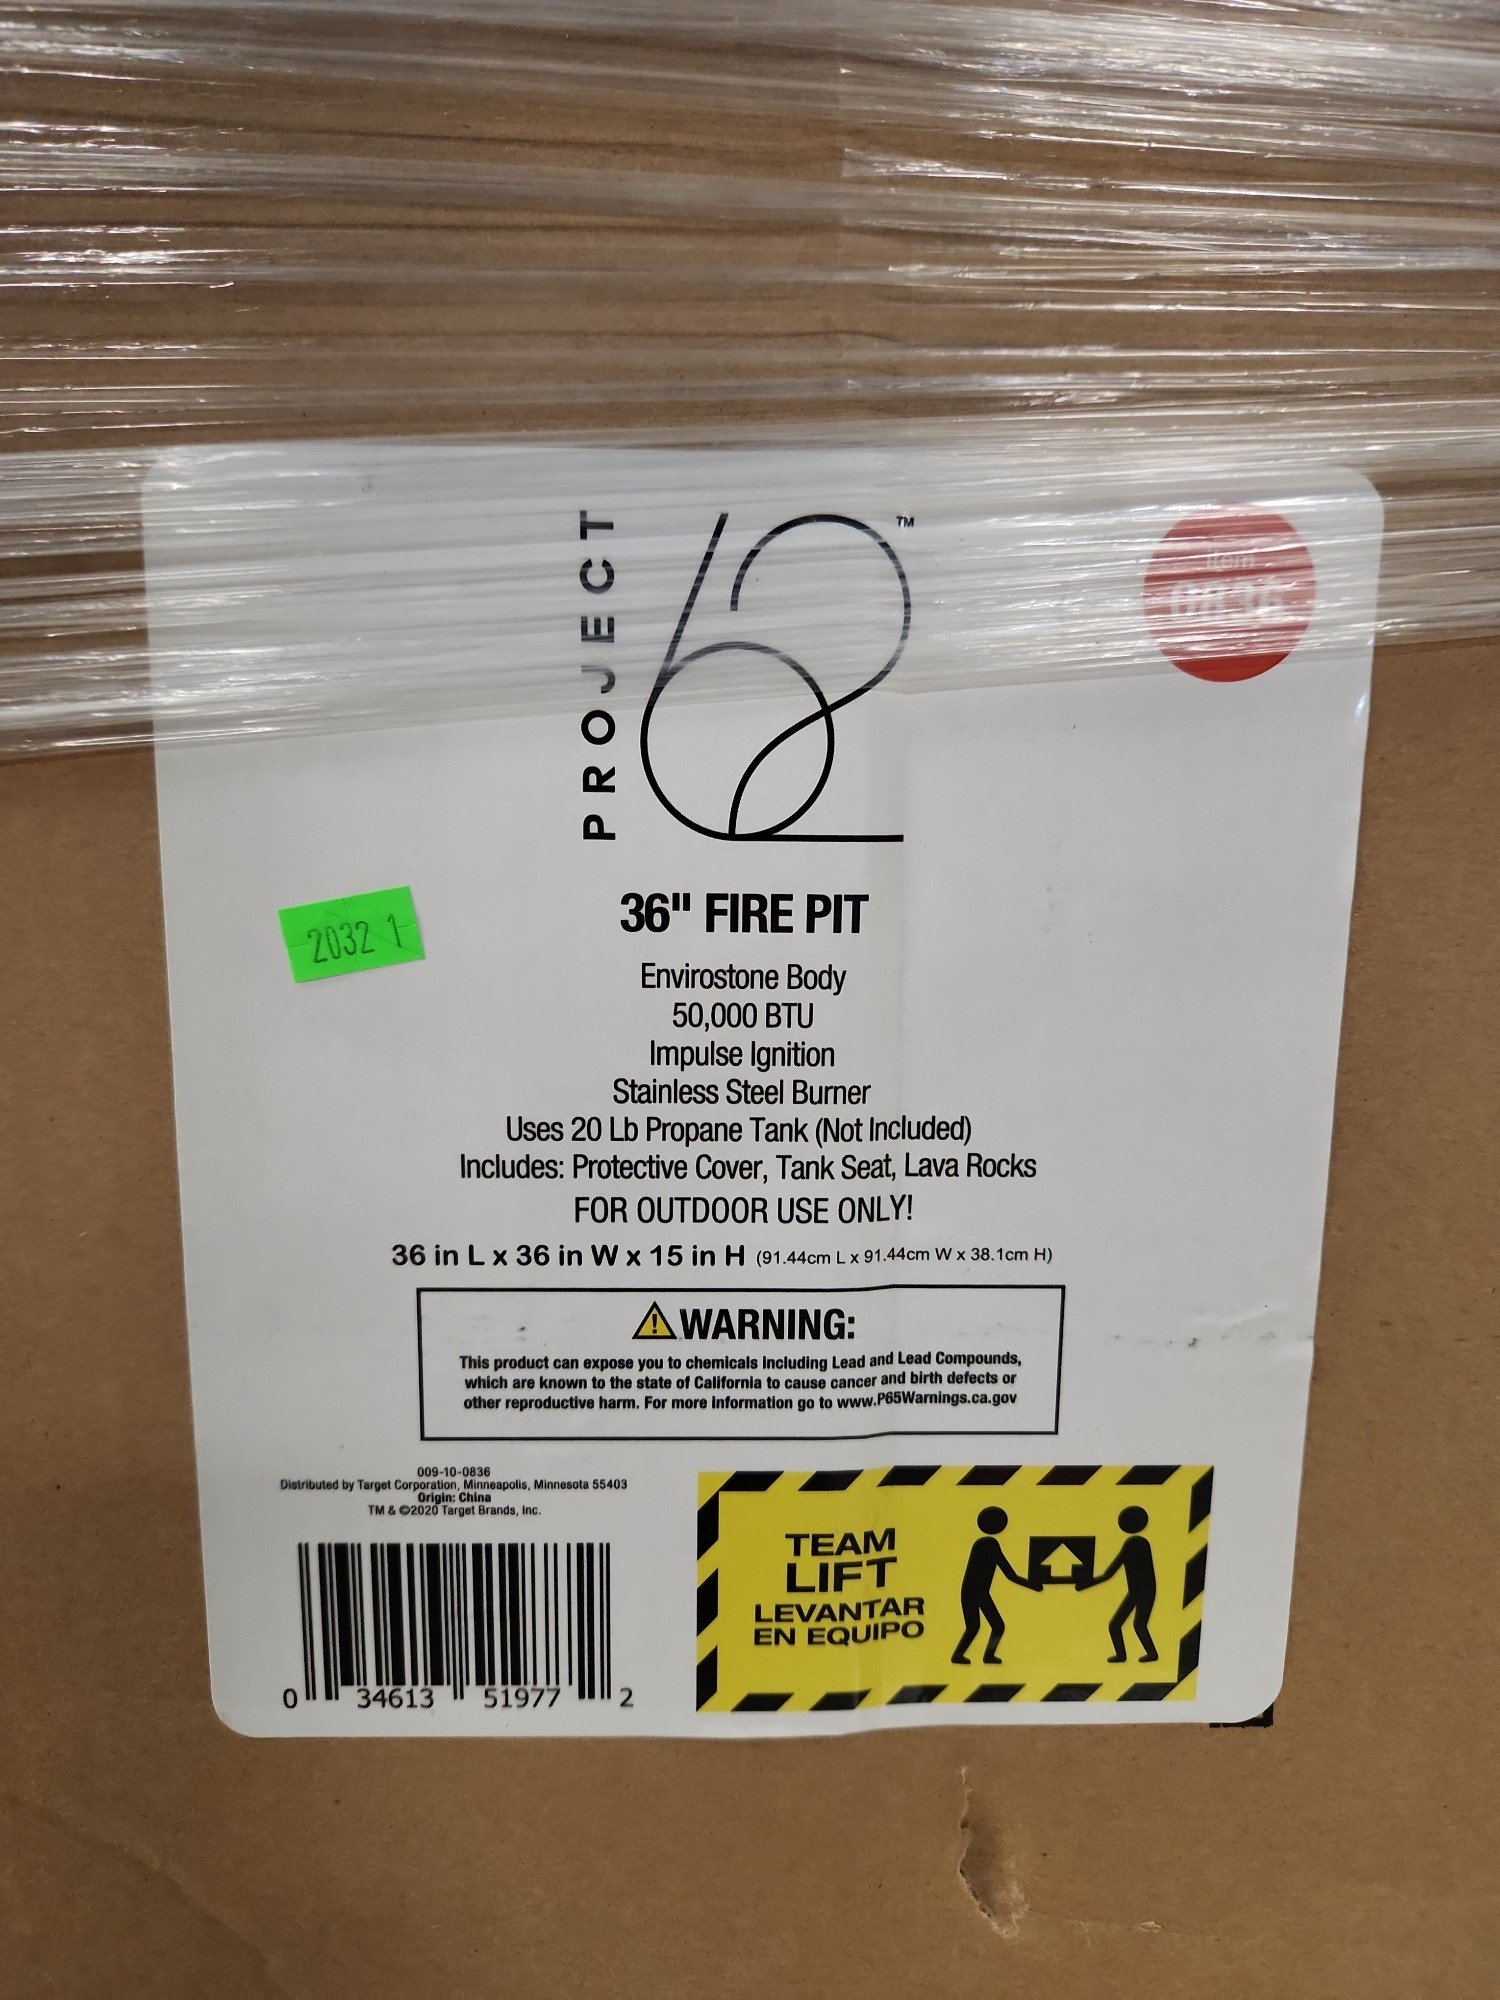 PROJECT
62 TM
item
20321
36" FIRE PIT
Envirostone Body
50,000 BTU
Impulse Ignition
Stainless Steel Burner
Uses 20 Lb Propane Tank (Not Included)
Includes: Protective Cover, Tank Seat, Lava Rocks
FOR OUTDOOR USE ONLY!
36 in L x 36 in W x 15 in H (91.44cm L x 91.44cm W x 38.1cm H)
WARNING:
This product can expose you to chemicals including Lead and Lead Compounds,
which are known to the state of California to cause cancer and birth defects or
other reproductive harm. For more information go to www.P65Warnings.ca.gov
009-10-0836
Distributed by Target Corporation, Minneapolis, Minnesota 55403
Origin: China
TM & ©2020 Target Brands, Inc.
0 34613 51977 2
TEAM
LIFT
LEVANTAR
EN EQUIPO